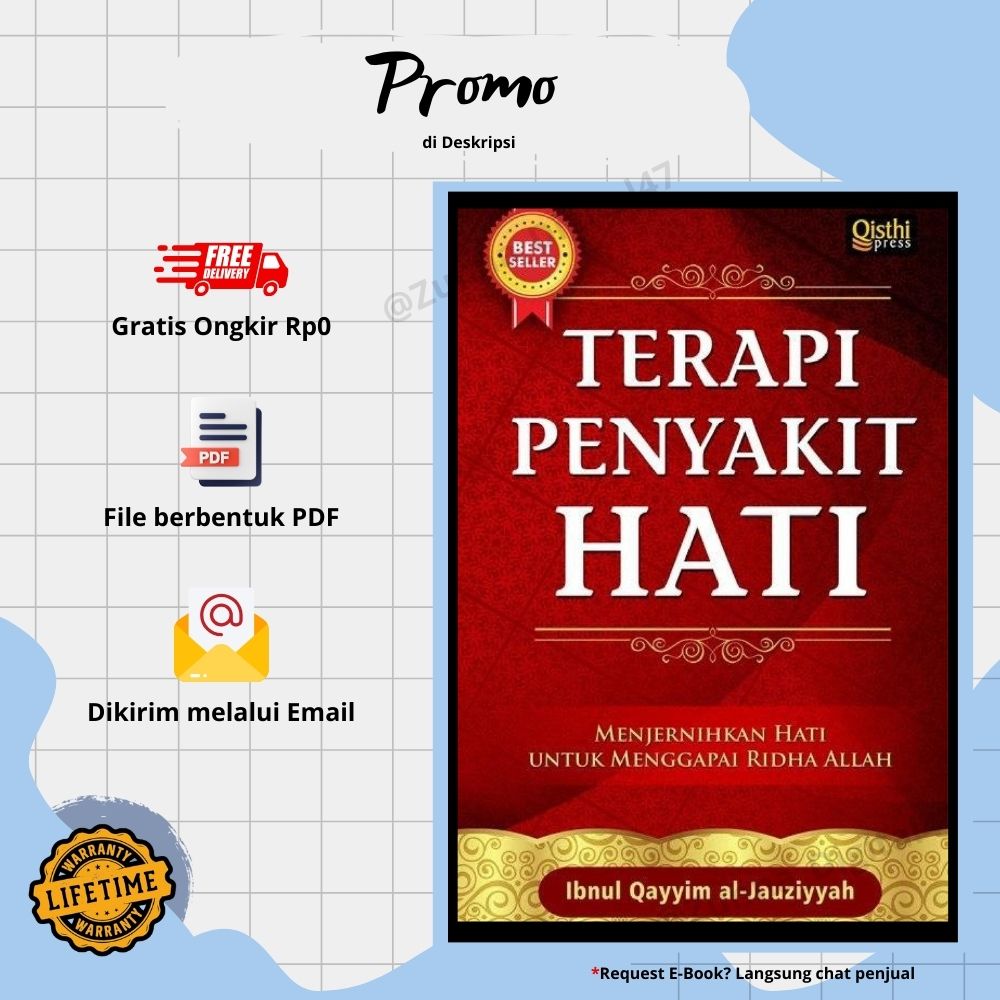 Promo
di Deskripsi
FREE
DELIVERY
Gratis Ongkir Rp0
PDF
File berbentuk PDF
@
Dikirim melalui Email
WARRANTY
LIFETIME
WARRANTY
BEST
SELLER
Qisthi
press
TERAPI
PENYAKIT
HATI
MENJERNIHKAN HATI
UNTUK MENGGAPAI RIDHA ALLAH
Ibnul Qayyim al-Jauziyyah
*Request E-Book? Langsung chat penjual